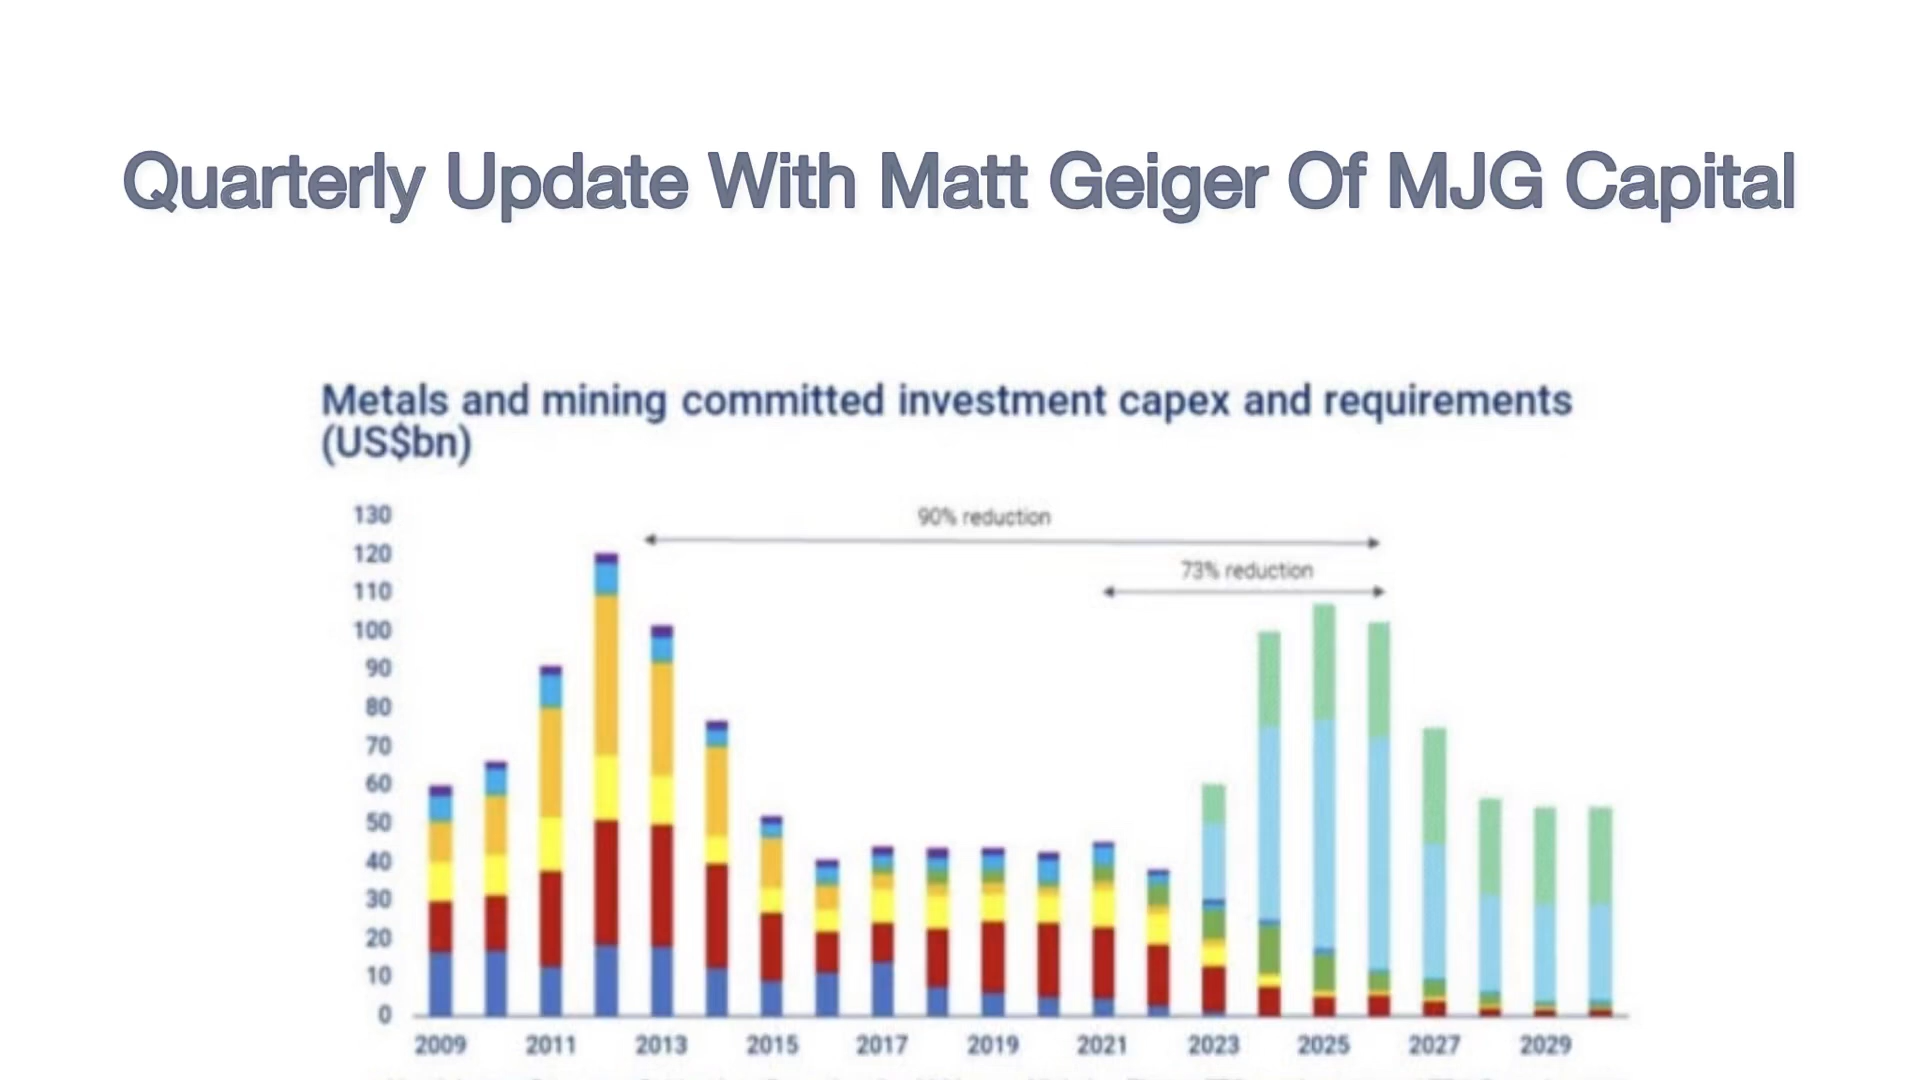 Quarterly Update With Matt Geiger Of MJG Capital
Metals and mining committed investment capex and requirements
(US$bn)
130
90% reduction
120
73% reduction
110
100
90
80
70
60
50
40
30
20
10
0
2009 2011 2013 2015 2017 2019 2021 2023 2025 2027 2029